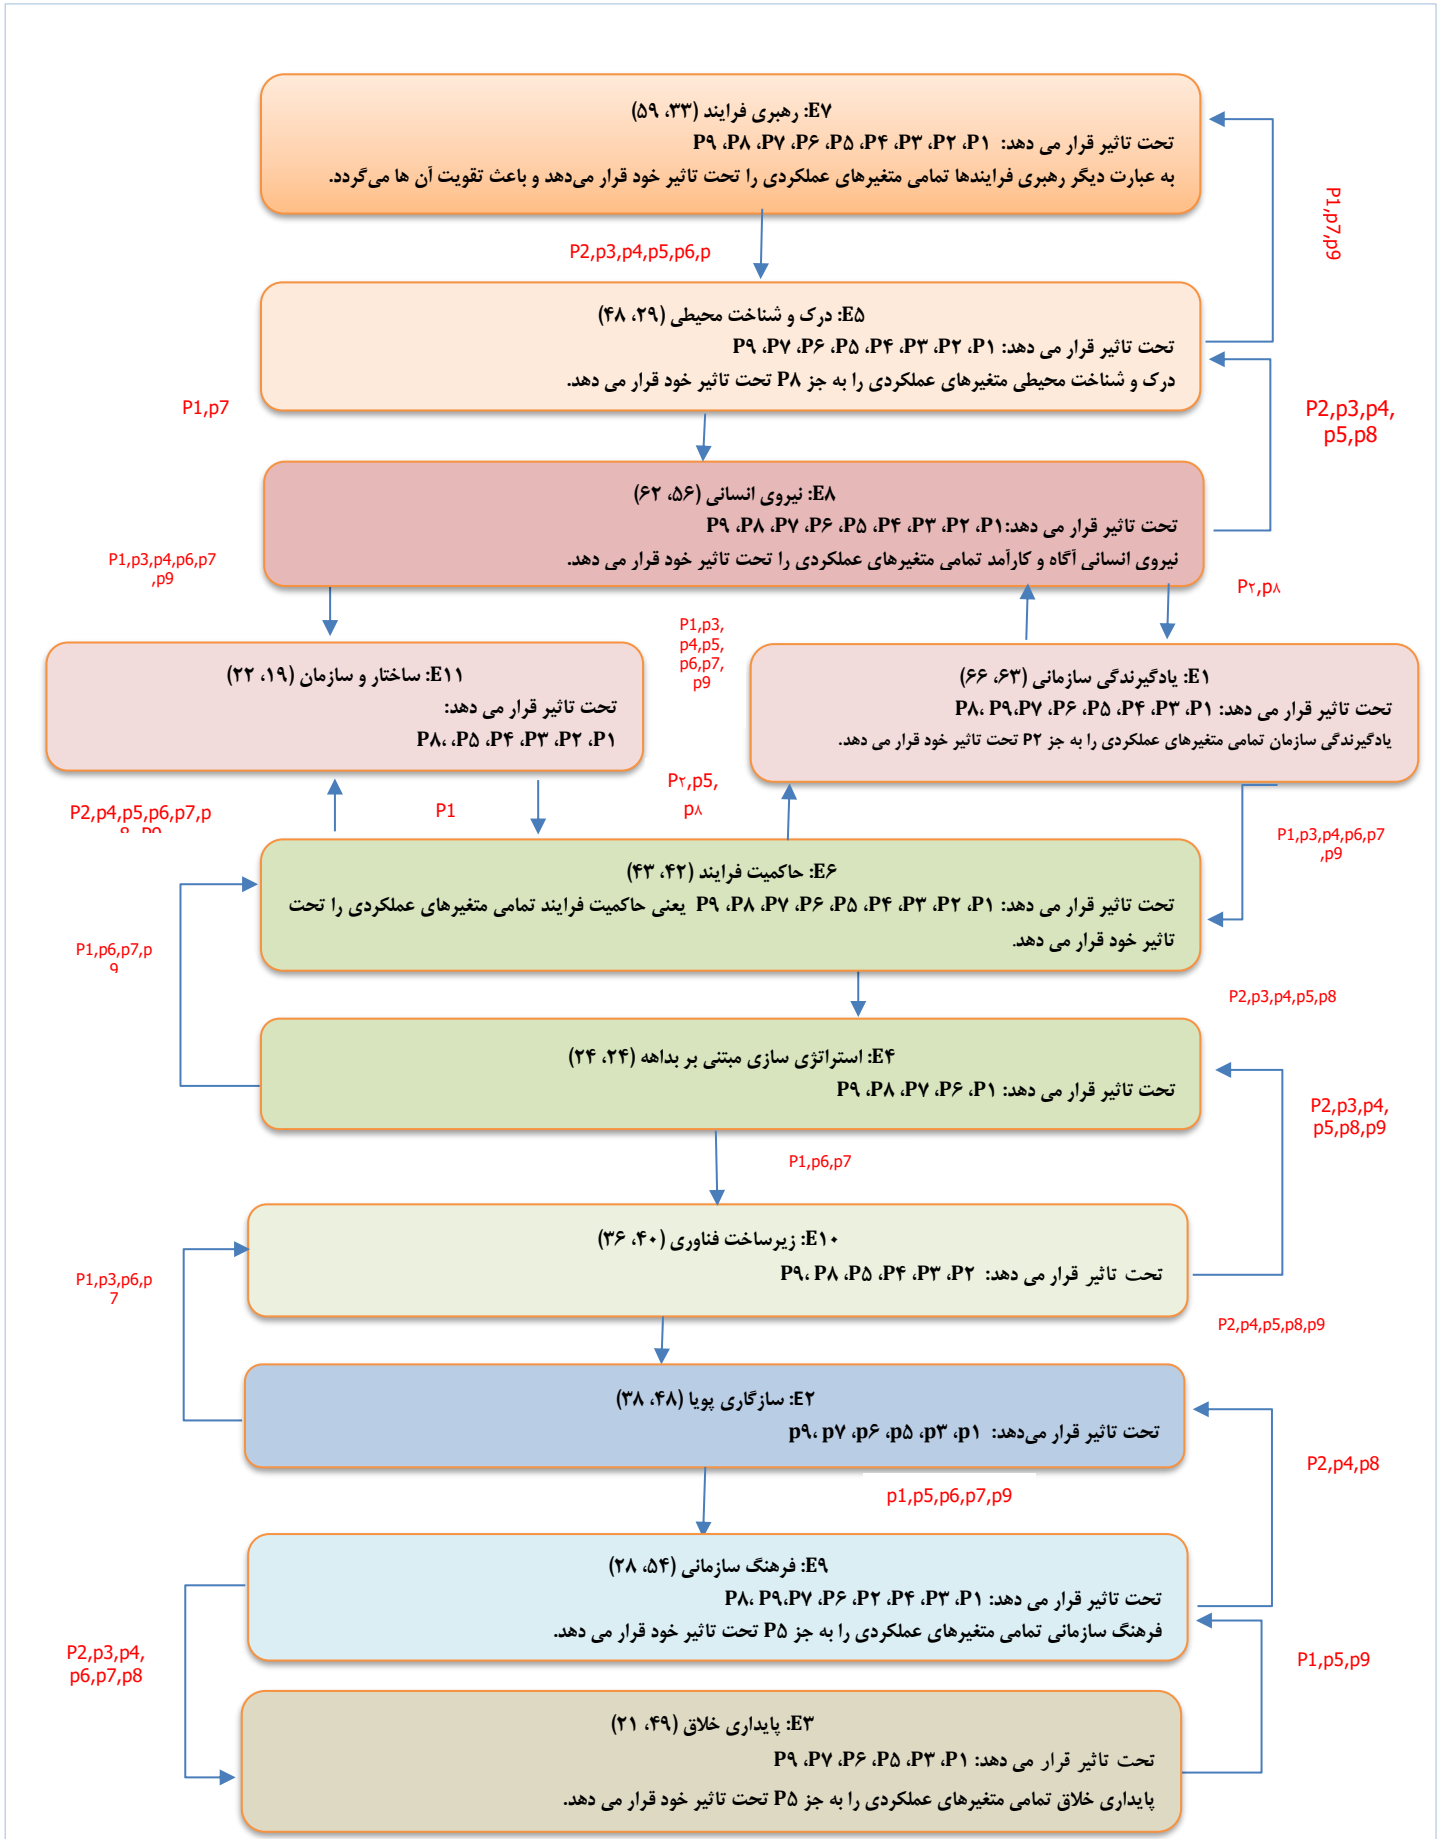 E۷: رهبری فرایند (۳۳، ۵۹)
تحت تاثیر قرار می دهد: P۱، P۲، P۳، P۴، P۵، P۶، P۷، P۸، P۹
به عبارت دیگر رهبری فرایندها تمامی متغیرهای عملکردی را تحت تاثیر خود قرار می‌دهد و باعث تقویت آن ها می‌گردد.
P1,p7,p9
P2,p3,p4,p5,p6,p
E۵: درک و شناخت محیطی (۲۹، ۴۸)
تحت تاثیر قرار می دهد: P۱، P۲، P۳، P۴، P۵، P۶، P۷، P۹
درک و شناخت محیطی متغیرهای عملکردی را به جز P۸ تحت تاثیر خود قرار می دهد.
P1,p7
P2,p3,p4,
p5,p8
E۸: نیروی انسانی (۵۶، ۶۲)
تحت تاثیر قرار می دهد:P۱، P۲، P۳، P۴، P۵، P۶، P۷، P۸، P۹
نیروی انسانی آگاه و کارآمد تمامی متغیرهای عملکردی را تحت تاثیر خود قرار می دهد.
P1,p3,p4,p6,p7
,p9
P۲,p۸
P1,p3,
p4,p5,
p6,p7,
p9
E۱۱: ساختار و سازمان (۱۹، ۲۲)
تحت تاثیر قرار می دهد:
P۱، P۲، P۳، P۴، P۵، ،P۸
E۱: یادگیرندگی سازمانی (۶۳، ۶۶)
تحت تاثیر قرار می دهد: P۱، P۳، P۴، P۵، P۶، P۷،P۹ ،P۸
یادگیرندگی سازمان تمامی متغیرهای عملکردی را به جز P۲ تحت تاثیر خود قرار می دهد.
P2,p4,p5,p6,p7,p
8, p9
P1
P۲,p5,
p۸
P1,p3,p4,p6,p7
,p9
E۶: حاکمیت فرایند (۴۲، ۴۳)
تحت تاثیر قرار می دهد: P۱، P۲، P۳، P۴، P۵، P۶، P۷، P۸، P۹ یعنی حاکمیت فرایند تمامی متغیرهای عملکردی را تحت
تاثیر خود قرار می دهد.
P1,p6,p7,p
9
P2,p3,p4,p5,p8
E۴: استراتژی سازی مبتنی بر بداهه (۲۴، ۲۴)
تحت تاثیر قرار می دهد: P۱، P۶، P۷، P۸، P۹
P2,p3,p4,
p5,p8,p9
P1,p6,p7
E۱۰: زیرساخت فناوری (۴۰، ۳۶)
تحت تاثیر قرار می دهد: P۲، P۳، P۴، P۵، P۸ ،P۹
P1,p3,p6,p
7
P2,p4,p5,p8,p9
E۲: سازگاری پویا (۴۸، ۳۸)
تحت تاثیر قرار می‌دهد: p۱، p۳، p۵، p۶، p۷ ،p۹
P2,p4,p8
p1,p5,p6,p7,p9
E۹: فرهنگ سازمانی (۵۴، ۲۸)
تحت تاثیر قرار می دهد: P۱، P۳، P۴، P۲، P۶، P۷،P۹ ،P۸
فرهنگ سازمانی تمامی متغیرهای عملکردی را به جز P۵ تحت تاثیر خود قرار می دهد.
P2,p3,p4,
p6,p7,p8
P1,p5,p9
E۳: پایداری خلاق (۴۹، ۲۱)
تحت تاثیر قرار می دهد: P۱، P۳، P۵، P۶، P۷، P۹
پایداری خلاق تمامی متغیرهای عملکردی را به جز P۵ تحت تاثیر خود قرار می دهد.